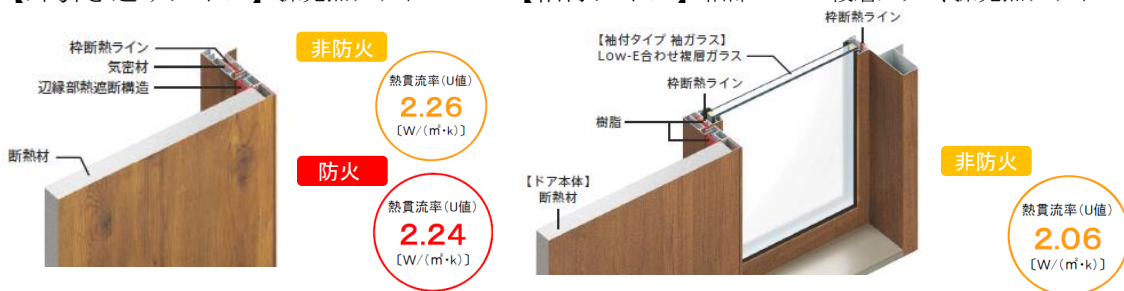 枠断熱ライン
気密材
辺縁部熱遮断構造
断熱材
非防火
熱貫流率(U値)
2.26
[W/(㎡・k)]
防火
熱貫流率(U値)
2.24
[W/(㎡・k)]
枠断熱ライン
【袖付タイプ 袖ガラス】
Low-E合わせ複層ガラス
枠断熱ライン
樹脂
【ドア本体】
断熱材
非防火
熱貫流率(U値)
2.06
[W/(㎡・k)]